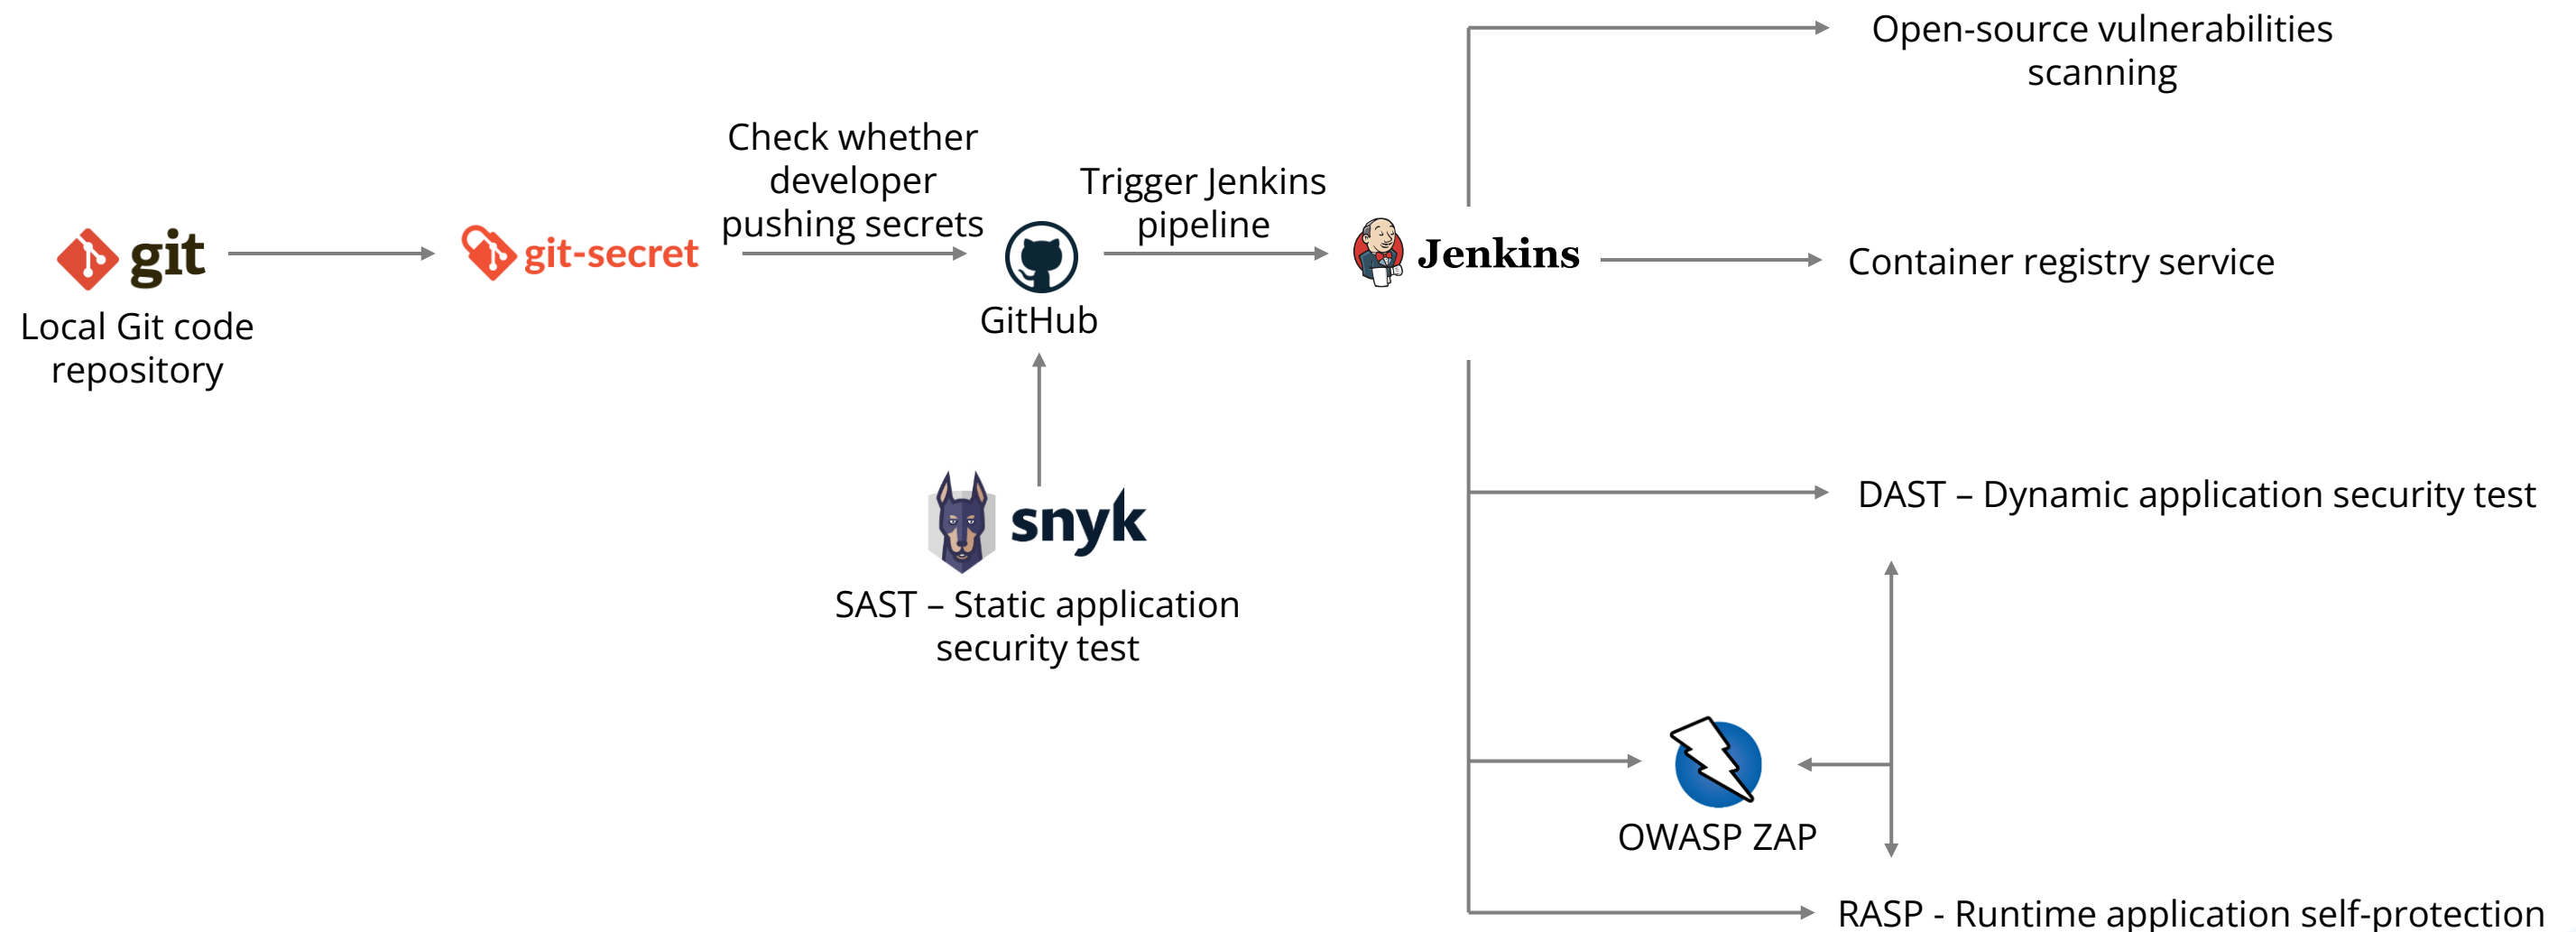 Open-source vulnerabilities
scanning
Check whether
developer
pushing secrets
Trigger Jenkins
pipeline
git
git-secret
Jenkins
Container registry service
GitHub
Local Git code
repository
snyk
SAST – Static application
security test
DAST – Dynamic application security test
OWASP ZAP
RASP - Runtime application self-protection